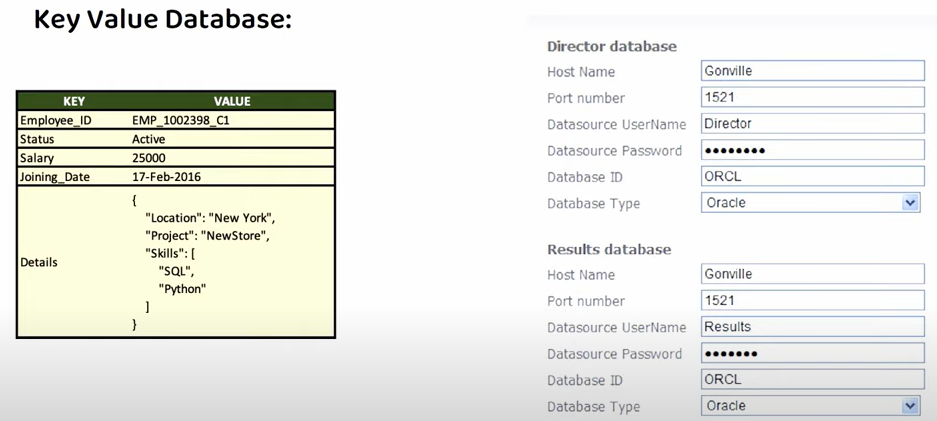 Key Value Database:
KEY VALUE
Employee_ID EMP_1002398_C1
Status Active
Salary 25000
Joining_Date 17-Feb-2016
Details
{
"Location": "New York",
"Project": "NewStore",
"Skills": [
"SQL",
"Python"
]
}
Director database
Host Name Gonville
Port number 1521
Datasource UserName Director
Datasource Password ••••••••
Database ID ORCL
Database Type Oracle
Results database
Host Name Gonville
Port number 1521
Datasource UserName Results
Datasource Password •••••••
Database ID ORCL
Database Type Oracle